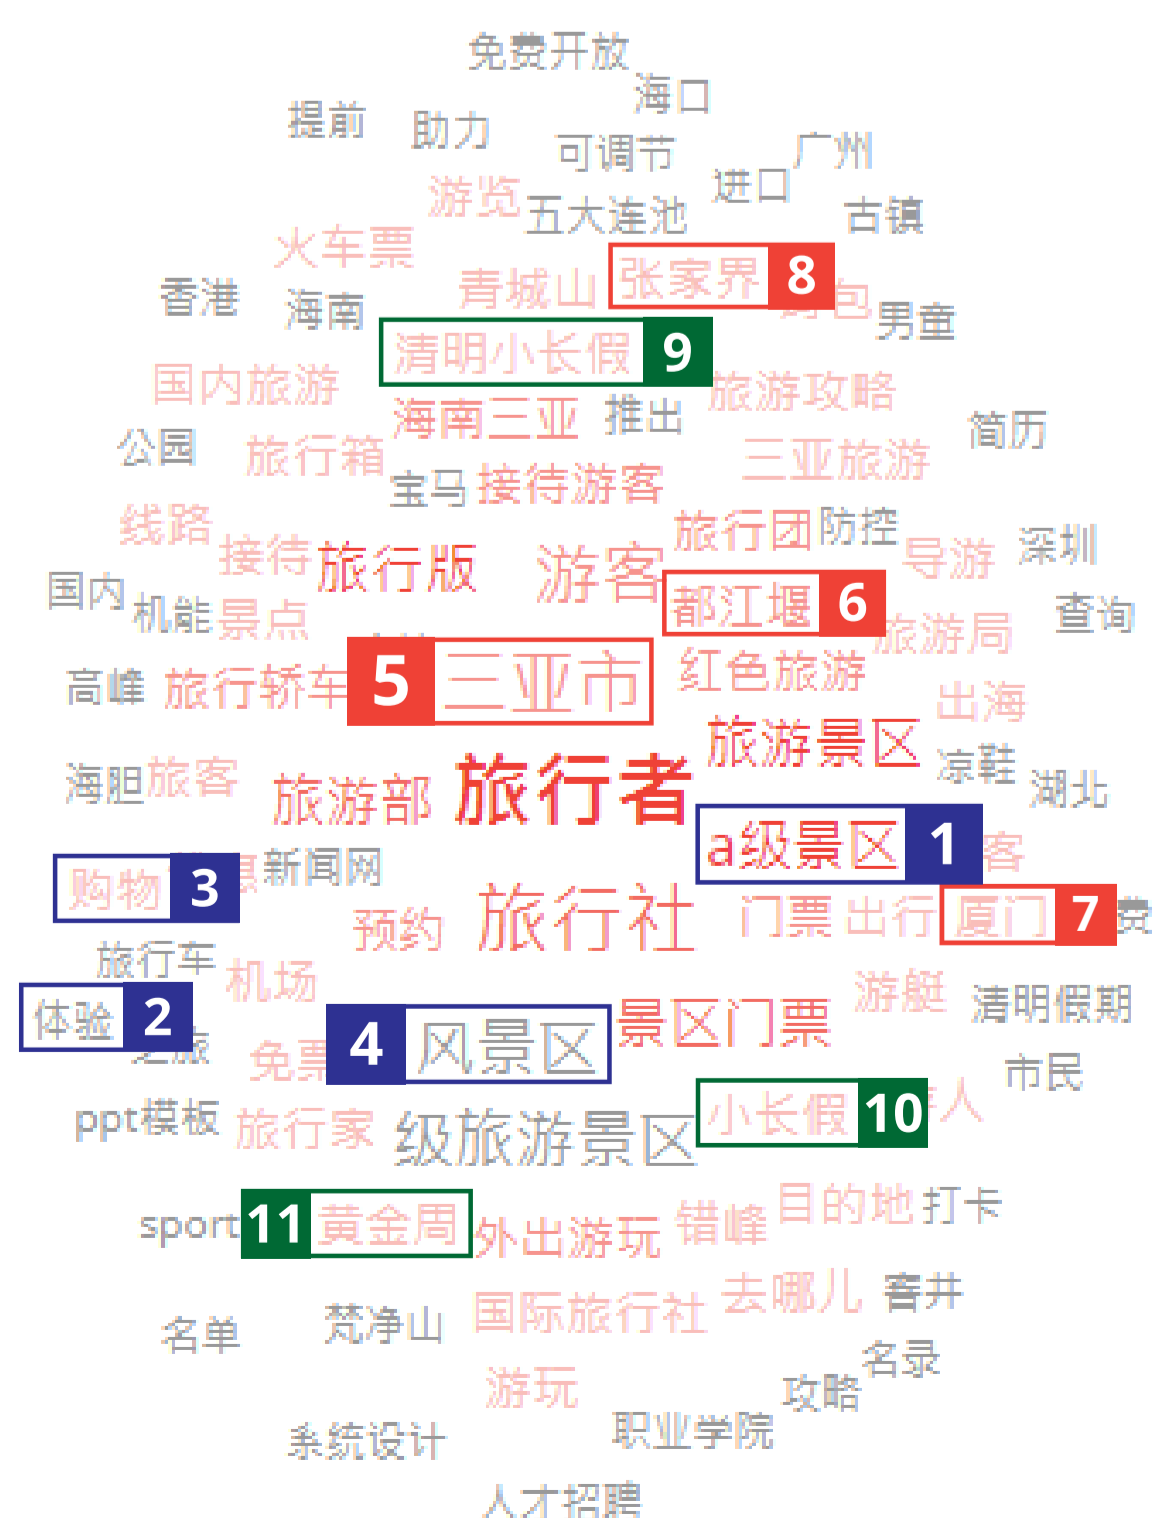 免费开放
海口
提前
助力
可调节
广州
进口
游览
五大连池
古镇
火车票
青城山
张家界 8
包
香港
海南
男童
清明小长假 9
国内旅游
旅游攻略
海南三亚
推出
简历
公园
旅行箱
三亚旅游
宝马
接待游客
线路
旅行团
防控
深圳
接待
旅行版
游客
导游
国内
机能
景点
都江堰 6
查询
旅游局
高峰
旅行轿车
5 三亚市
红色旅游
出海
旅游景区
凉鞋
海胆
旅客
旅游部
旅行者
湖北
a级景区 1
客
购物 3
新闻网
预约
旅行社
门票
出行
厦门 7
费
旅行车
机场
游艇
清明假期
体验 2
之旅
免票
4 风景区
景区门票
市民
ppt模板
旅行家
级旅游景区
小长假 10
人
sport
11 黄金周
外出游玩
错峰
目的地
打卡
名单
梵净山
国际旅行社
去哪儿
窨井
名录
游玩
攻略
系统设计
职业学院
人才招聘